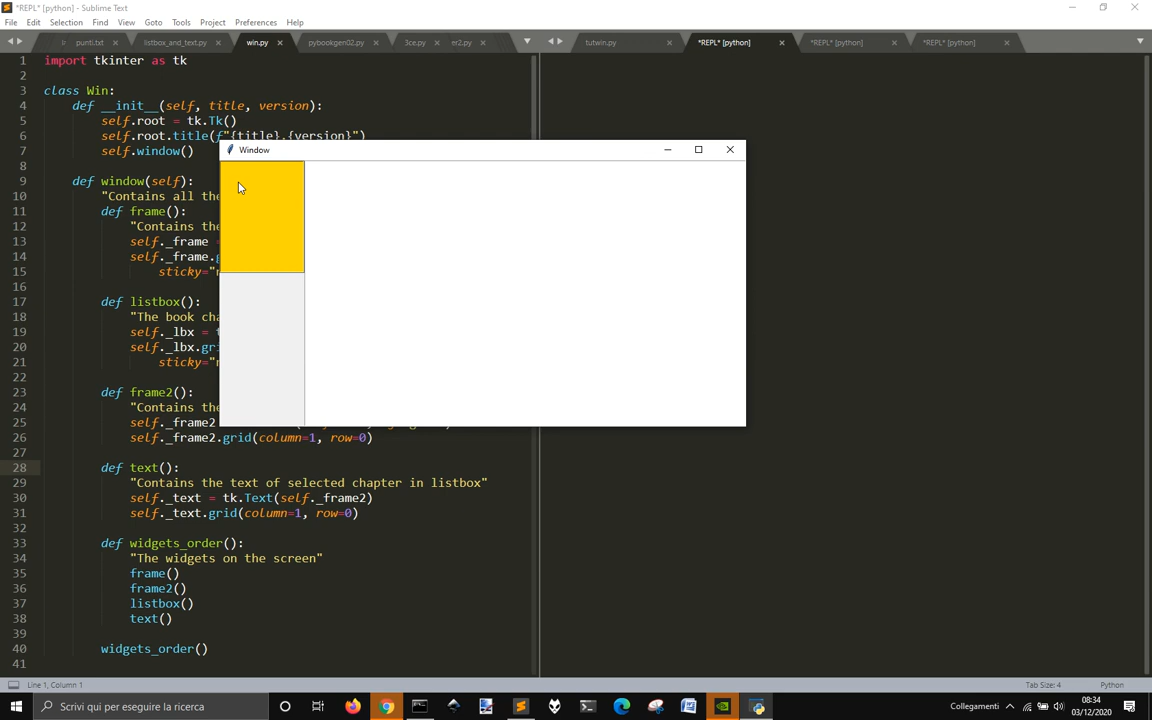 *REPL* [python] - Sublime Text
File Edit Selection Find View Goto Tools Project Preferences Help
punti.txt × listbox_and_text.py × win.py × pybookgen02.py × 3ce.py × er2.py × tutwin.py × *REPL* [python] × *REPL* [python] × *REPL* [python] ×
1 import tkinter as tk
2
3 class Win:
4 def __init__(self, title, version):
5 self.root = tk.Tk()
6 self.root.title(f"{title}.{version}")
7 self.window()
8
9 def window(self):
10 "Contains all the
11 def frame():
12 "Contains the
13 self._frame =
14 self._frame.g
15 sticky="n
16
17 def listbox():
18 "The book cha
19 self._lbx = t
20 self._lbx.gri
21 sticky="n
22
23 def frame2():
24 "Contains the
25 self._frame2
26 self._frame2.grid(column=1, row=0)
27
28 def text():
29 "Contains the text of selected chapter in listbox"
30 self._text = tk.Text(self._frame2)
31 self._text.grid(column=1, row=0)
32
33 def widgets_order():
34 "The widgets on the screen"
35 frame()
36 frame2()
37 listbox()
38 text()
39
40 widgets_order()
41
Window
Line 1, Column 1 Tab Size: 4 Python
Scrivi qui per eseguire la ricerca
Collegamenti
08:34
03/12/2020